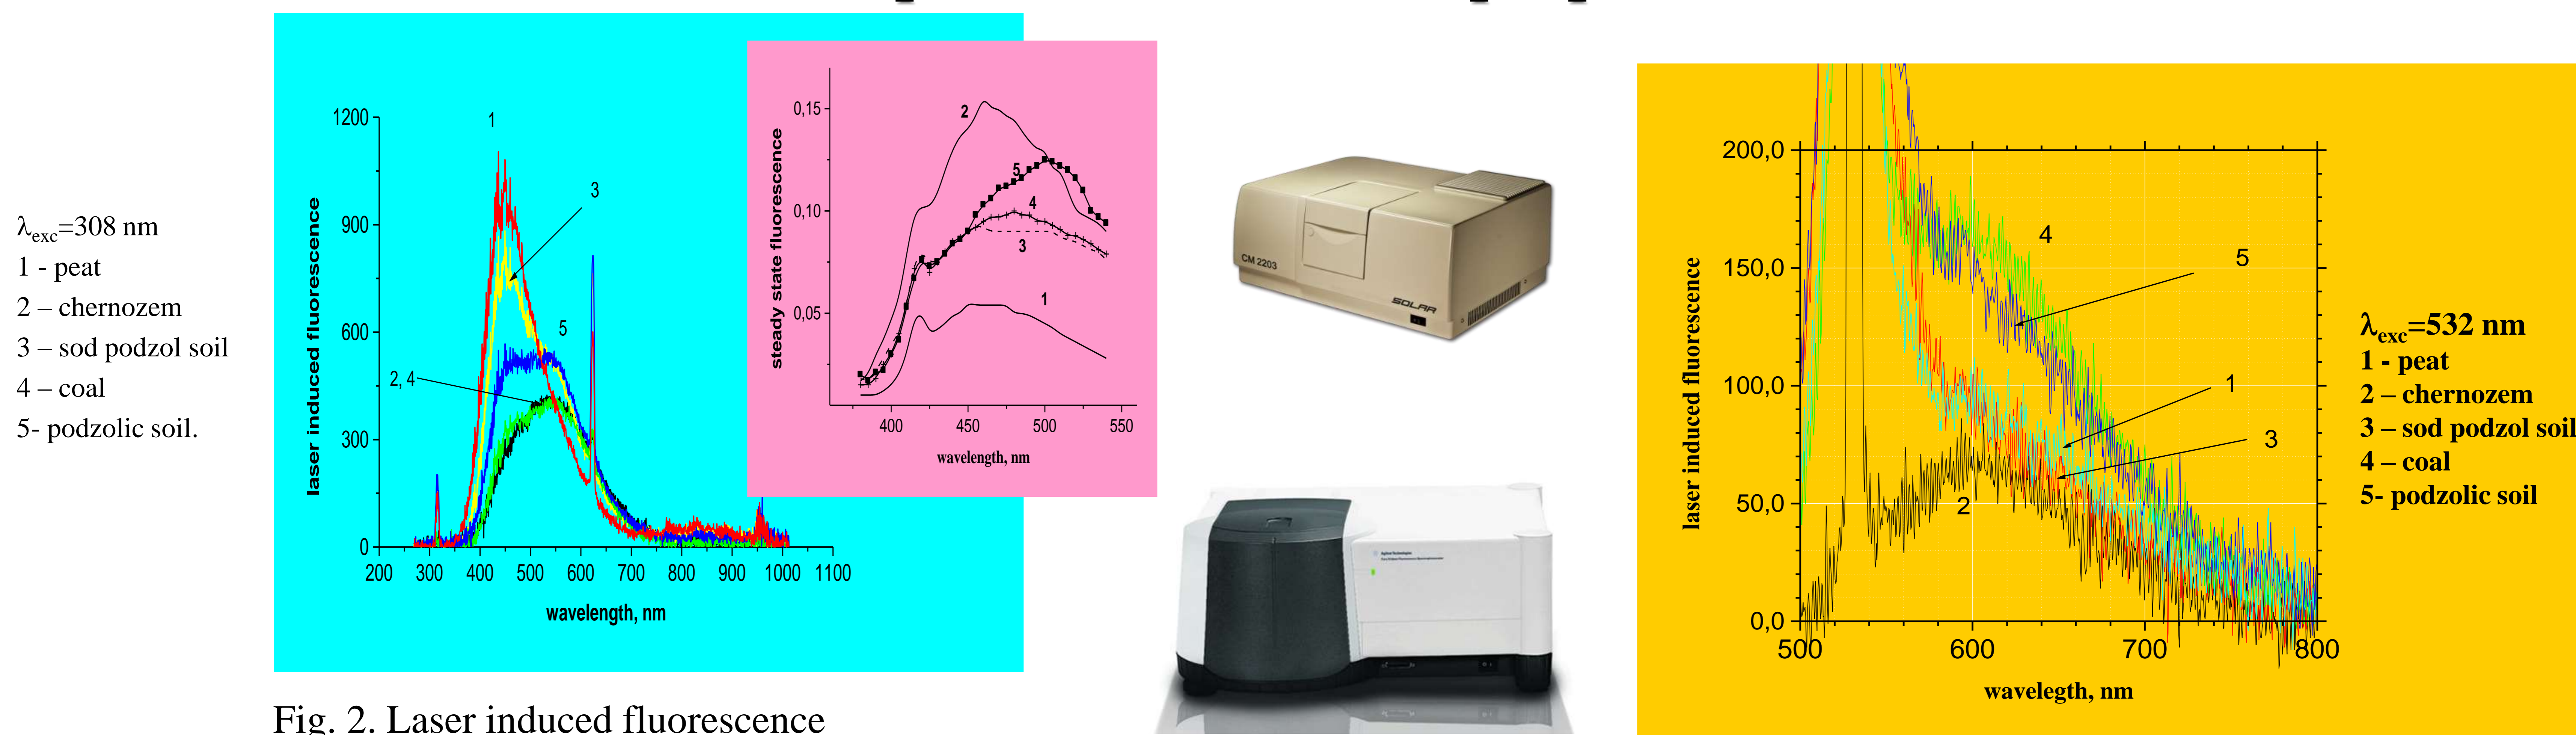 λexc=308 nm
1 - peat
2 – chernozem
3 – sod podzol soil
4 – coal
5- podzolic soil.
laser induced fluorescence
1200
900
600
300
0
200 300 400 500 600 700 800 900 1000 1100
wavelength, nm
1
3
5
2, 4
steady state fluorescence
0,15
0,10
0,05
400 450 500 550
wavelength, nm
2
5
4
3
1
CM 2203
SOLAR
Agilent Technologies
laser induced fluorescence
200,0
150,0
100,0
50,0
0,0
500 600 700 800
wavelegth, nm
4
5
1
3
2
λexc=532 nm
1 - peat
2 – chernozem
3 – sod podzol soil
4 – coal
5- podzolic soil
Fig. 2. Laser induced fluorescence